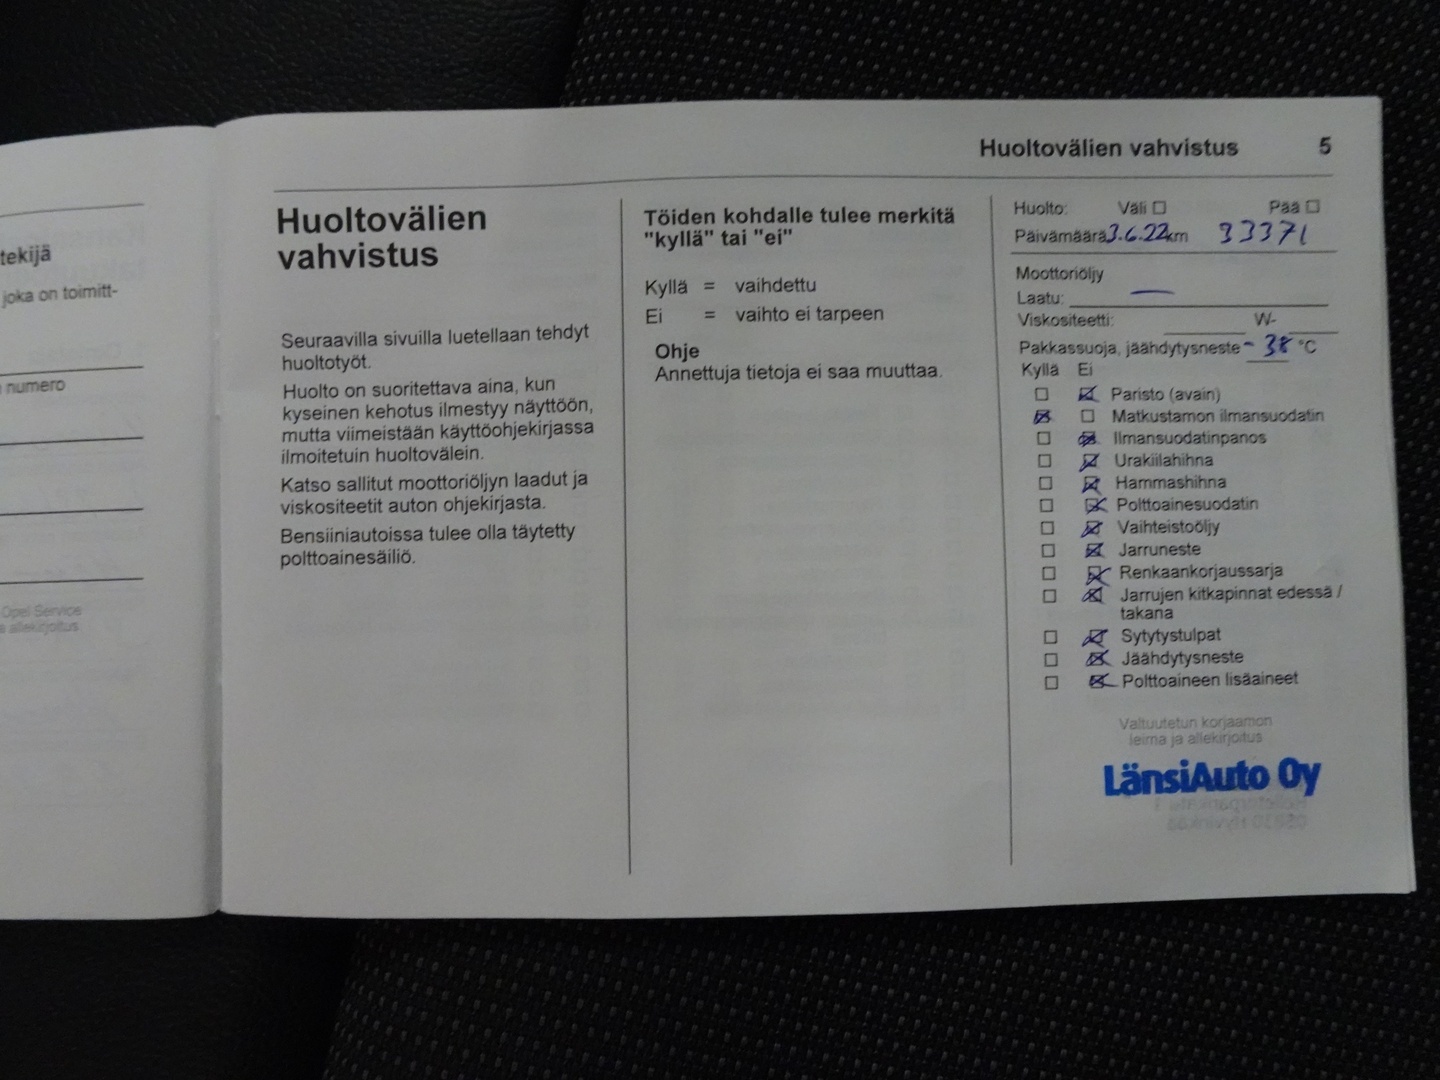 Huoltovälien vahvistus 5
tekijä
joka on toimitt-
numero
Opel Service
allekirjoitus
Huoltovälien
vahvistus
Seuraavilla sivuilla luetellaan tehdyt
huoltotyöt.
Huolto on suoritettava aina, kun
kyseinen kehotus ilmestyy näyttöön,
mutta viimeistään käyttöohjekirjassa
ilmoitetuin huoltovälein.
Katso sallitut moottoriöljyn laadut ja
viskositeetit auton ohjekirjasta.
Bensiiniautoissa tulee olla täytetty
polttoainesäiliö.
Töiden kohdalle tulee merkitä
"kyllä" tai "ei"
Kyllä = vaihdettu
Ei = vaihto ei tarpeen
Ohje
Annettuja tietoja ei saa muuttaa.
Huolto: Väli Pää
Päivämäärä 3.6.22 km 33371
Moottoriöljy
Laatu: —
Viskositeetti: W-
Pakkassuoja, jäähdytysneste - 38 °C
Kyllä Ei
Paristo (avain)
Matkustamon ilmansuodatin
Ilmansuodatinpanos
Urakiilahihna
Hammashihna
Polttoainesuodatin
Vaihteistoöljy
Jarruneste
Renkaankorjaussarja
Jarrujen kitkapinnat edessä /
takana
Sytytystulpat
Jäähdytysneste
Polttoaineen lisäaineet
Valtuutetun korjaamon
leima ja allekirjoitus
LänsiAuto Oy